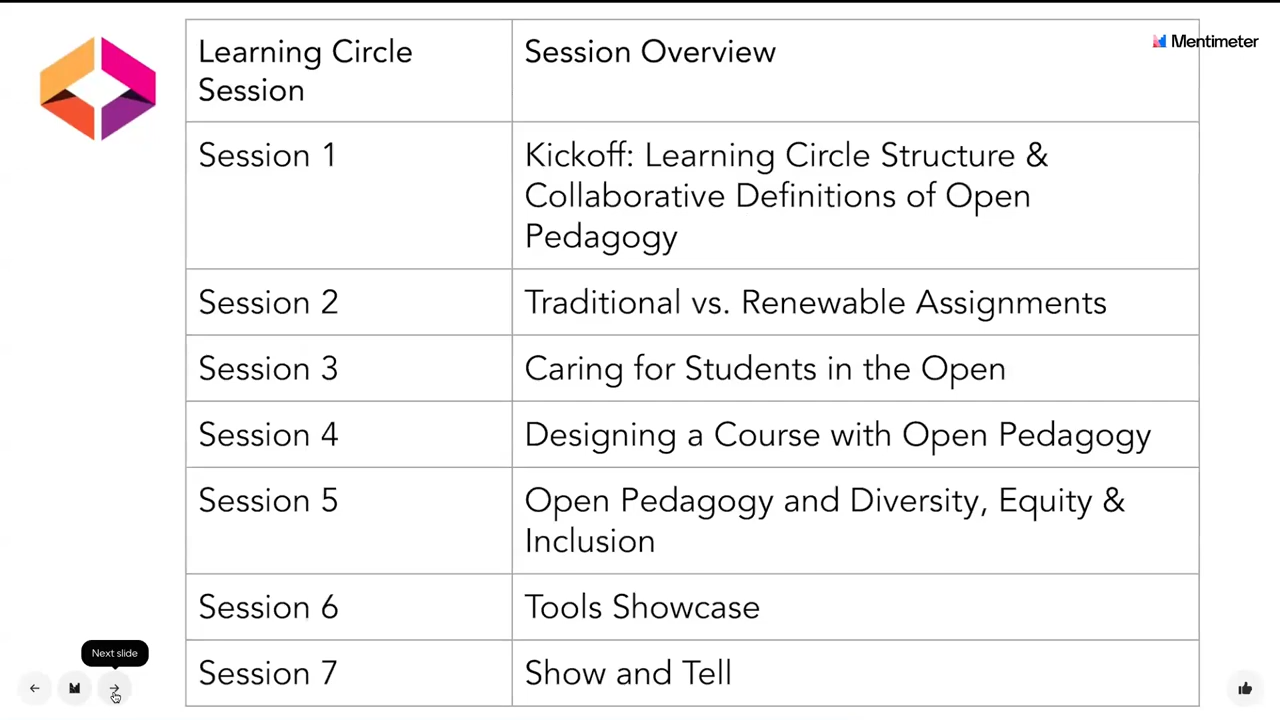 Learning Circle
Session
Session Overview
Mentimeter
Session 1
Kickoff: Learning Circle Structure &
Collaborative Definitions of Open
Pedagogy
Session 2
Traditional vs. Renewable Assignments
Session 3
Caring for Students in the Open
Session 4
Designing a Course with Open Pedagogy
Session 5
Open Pedagogy and Diversity, Equity &
Inclusion
Session 6
Tools Showcase
Session 7
Show and Tell
Next slide